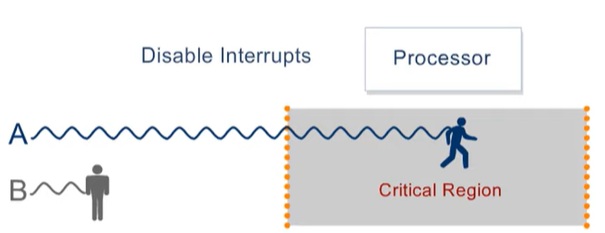 Disable Interrupts
Processor
A
B
Critical Region